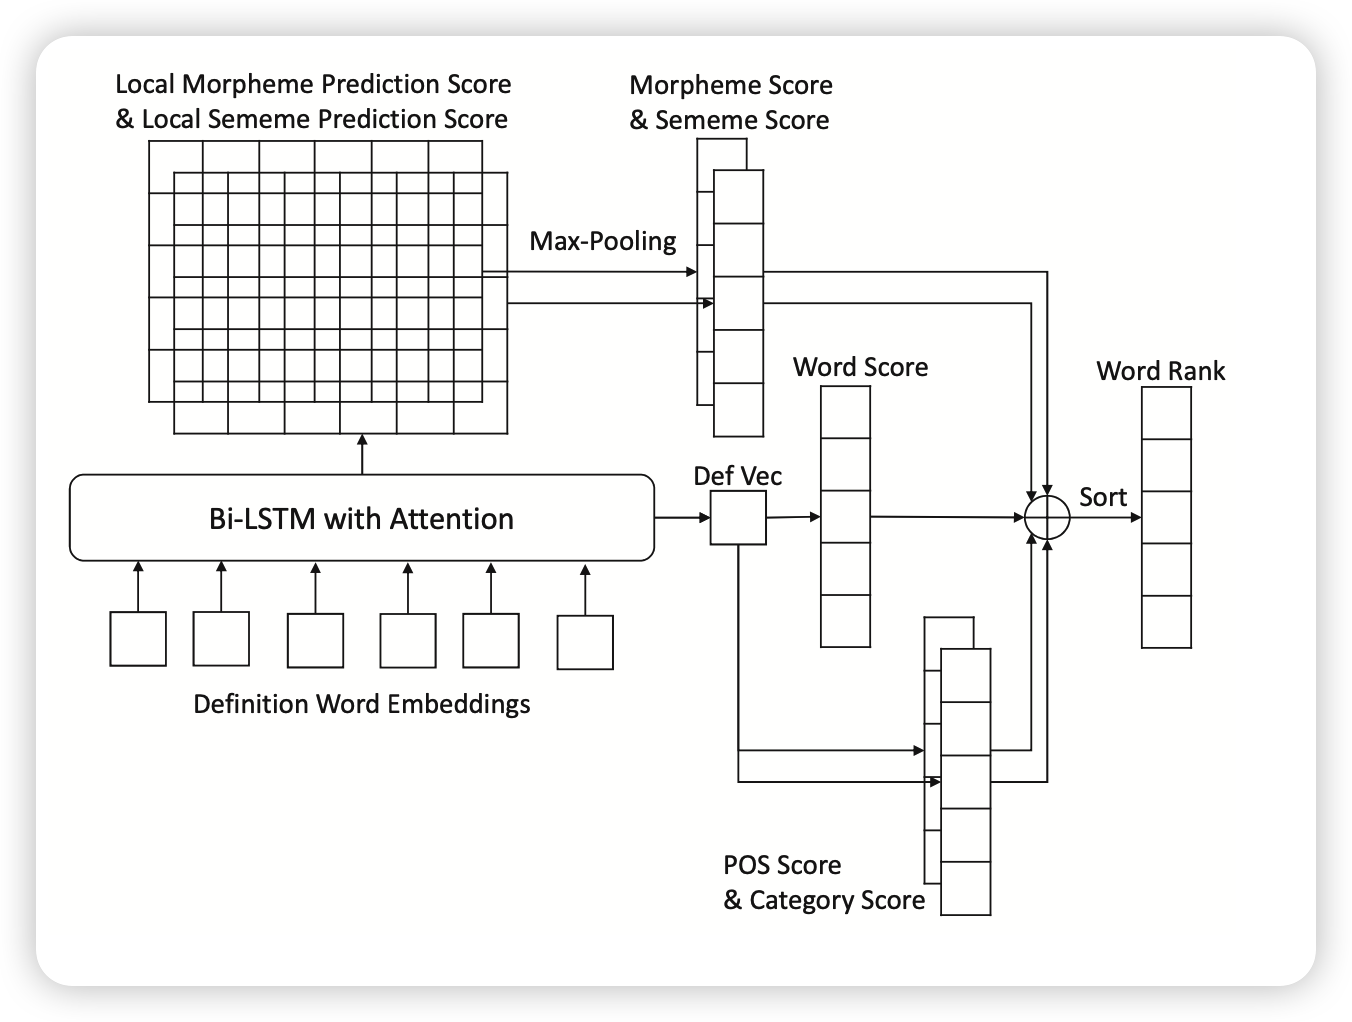 Local Morpheme Prediction Score
& Local Sememe Prediction Score
Morpheme Score
& Sememe Score
Max-Pooling
Word Score
Word Rank
Def Vec
Sort
Bi-LSTM with Attention
Definition Word Embeddings
POS Score
& Category Score